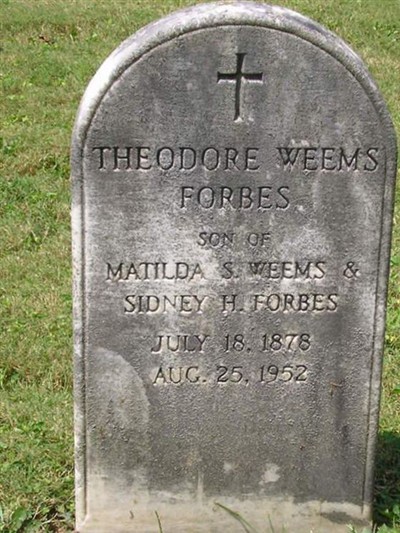 THEODORE WEEMS
FORBES
SON OF
MATILDA S. WEEMS &
SIDNEY H. FORBES
JULY 18, 1878
AUG. 25, 1952